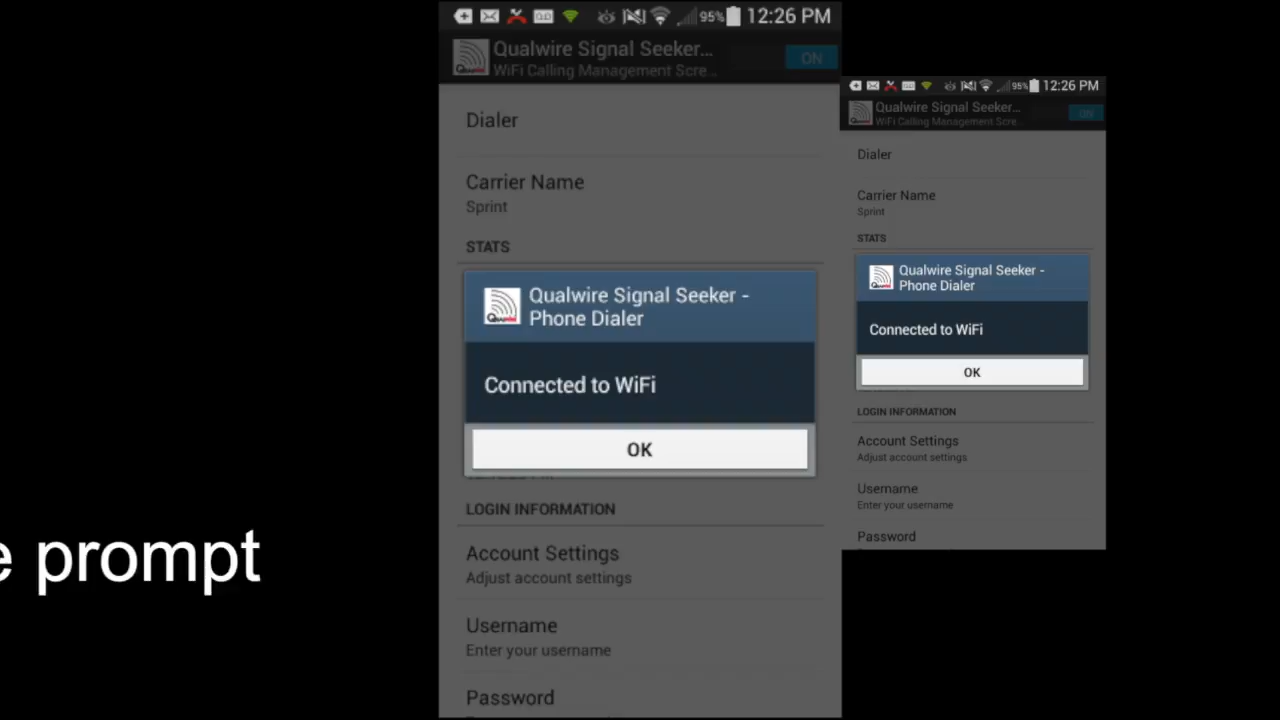 95% 12:26 PM
Qualwire Signal Seeker...
WiFi Calling Management Scre...
ON
Dialer
Carrier Name
Sprint
STATS
Qualwire Signal Seeker -
Phone Dialer
Connected to WiFi
OK
LOGIN INFORMATION
Account Settings
Adjust account settings
Username
Enter your username
Password
95% 12:26 PM
Qualwire Signal Seeker...
WiFi Calling Management Scre...
ON
Dialer
Carrier Name
Sprint
STATS
Qualwire Signal Seeker -
Phone Dialer
Connected to WiFi
OK
LOGIN INFORMATION
Account Settings
Adjust account settings
Username
Enter your username
Password
e prompt